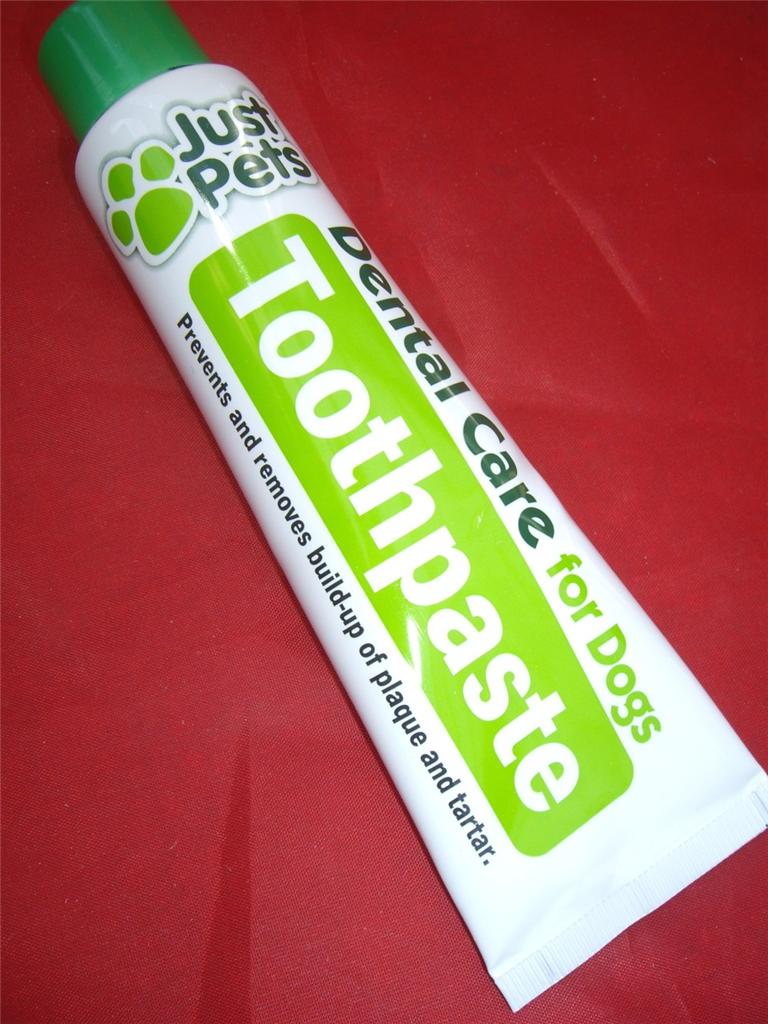 Just
Pets
Dental Care for Dogs
Toothpaste
Prevents and removes build-up of plaque and tartar.